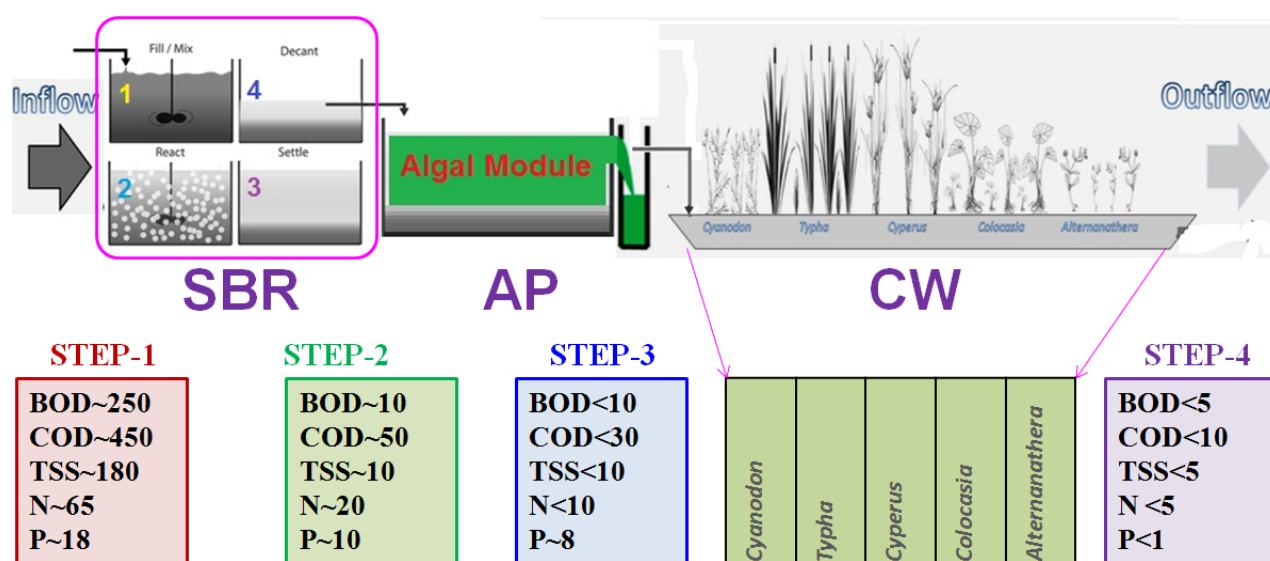 Inflow
Fill / Mix
1
Decant
4
React
2
Settle
3
Algal Module
Cyanodon
Typha
Cyperus
Colocasia
Alternanathera
Outflow
SBR
AP
CW
STEP-1
BOD~250
COD~450
TSS~180
N~65
P~18
STEP-2
BOD~10
COD~50
TSS~10
N~20
P~10
STEP-3
BOD<10
COD<30
TSS<10
N<10
P~8
Cyanodon
Typha
Cyperus
Colocasia
Alternanathera
STEP-4
BOD<5
COD<10
TSS<5
N <5
P<1